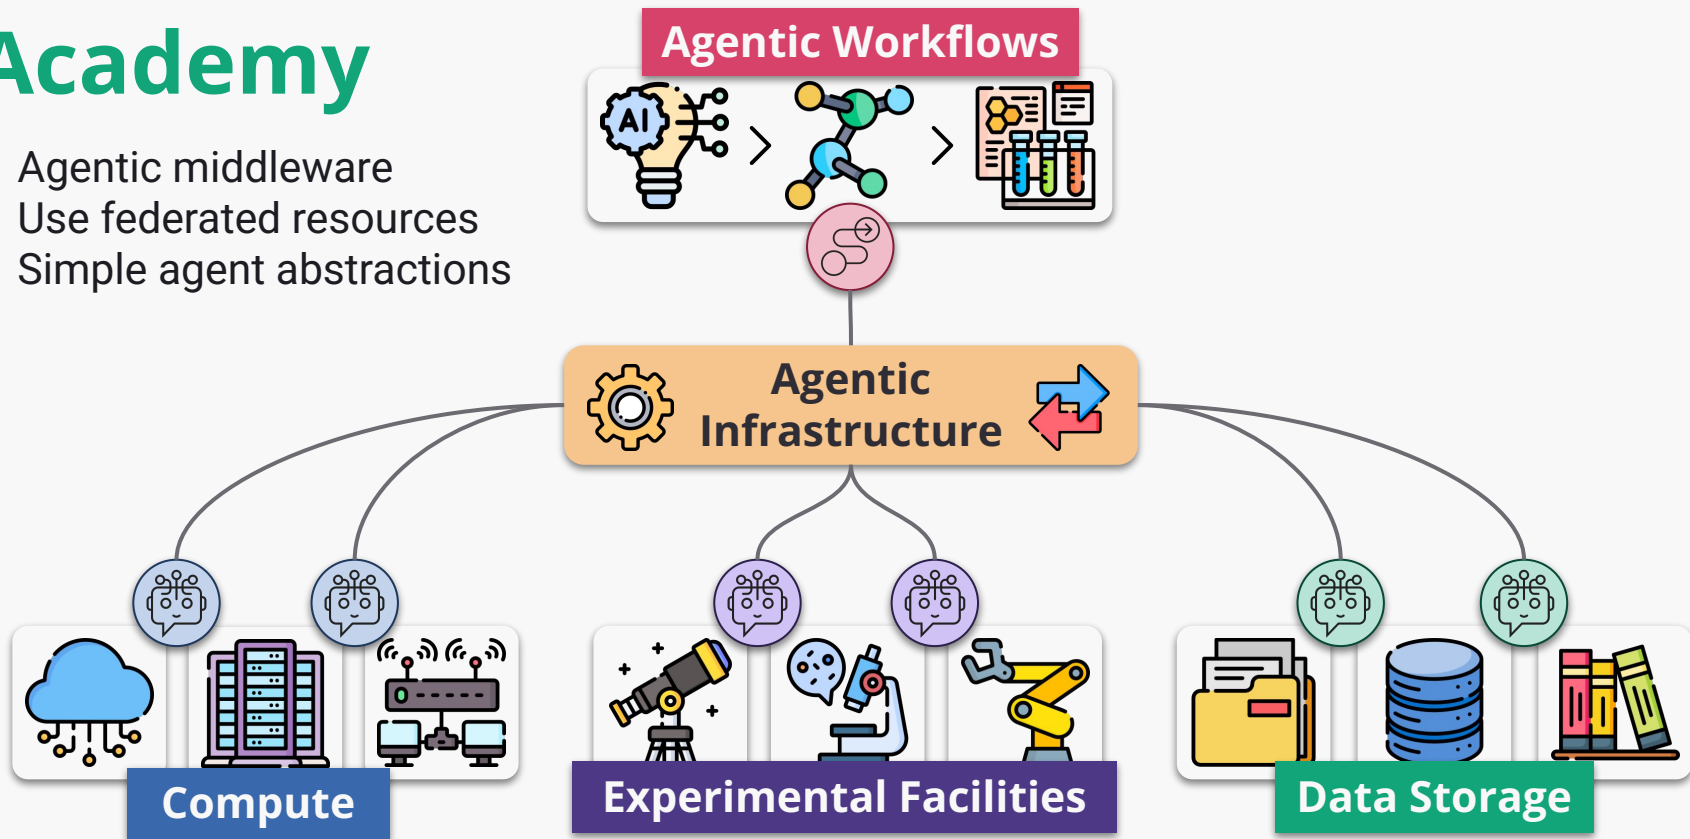 Academy
Agentic middleware
Use federated resources
Simple agent abstractions
Agentic Workflows
AI
Agentic
Infrastructure
Compute
Experimental Facilities
Data Storage